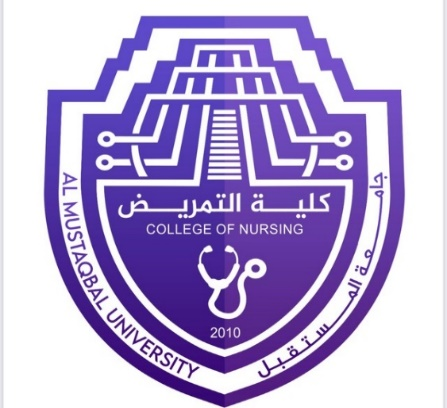 كلية التمريض
COLLEGE OF NURSING
2010
AL MUSTAQBAL UNIVERSITY
جامعة المستقبل